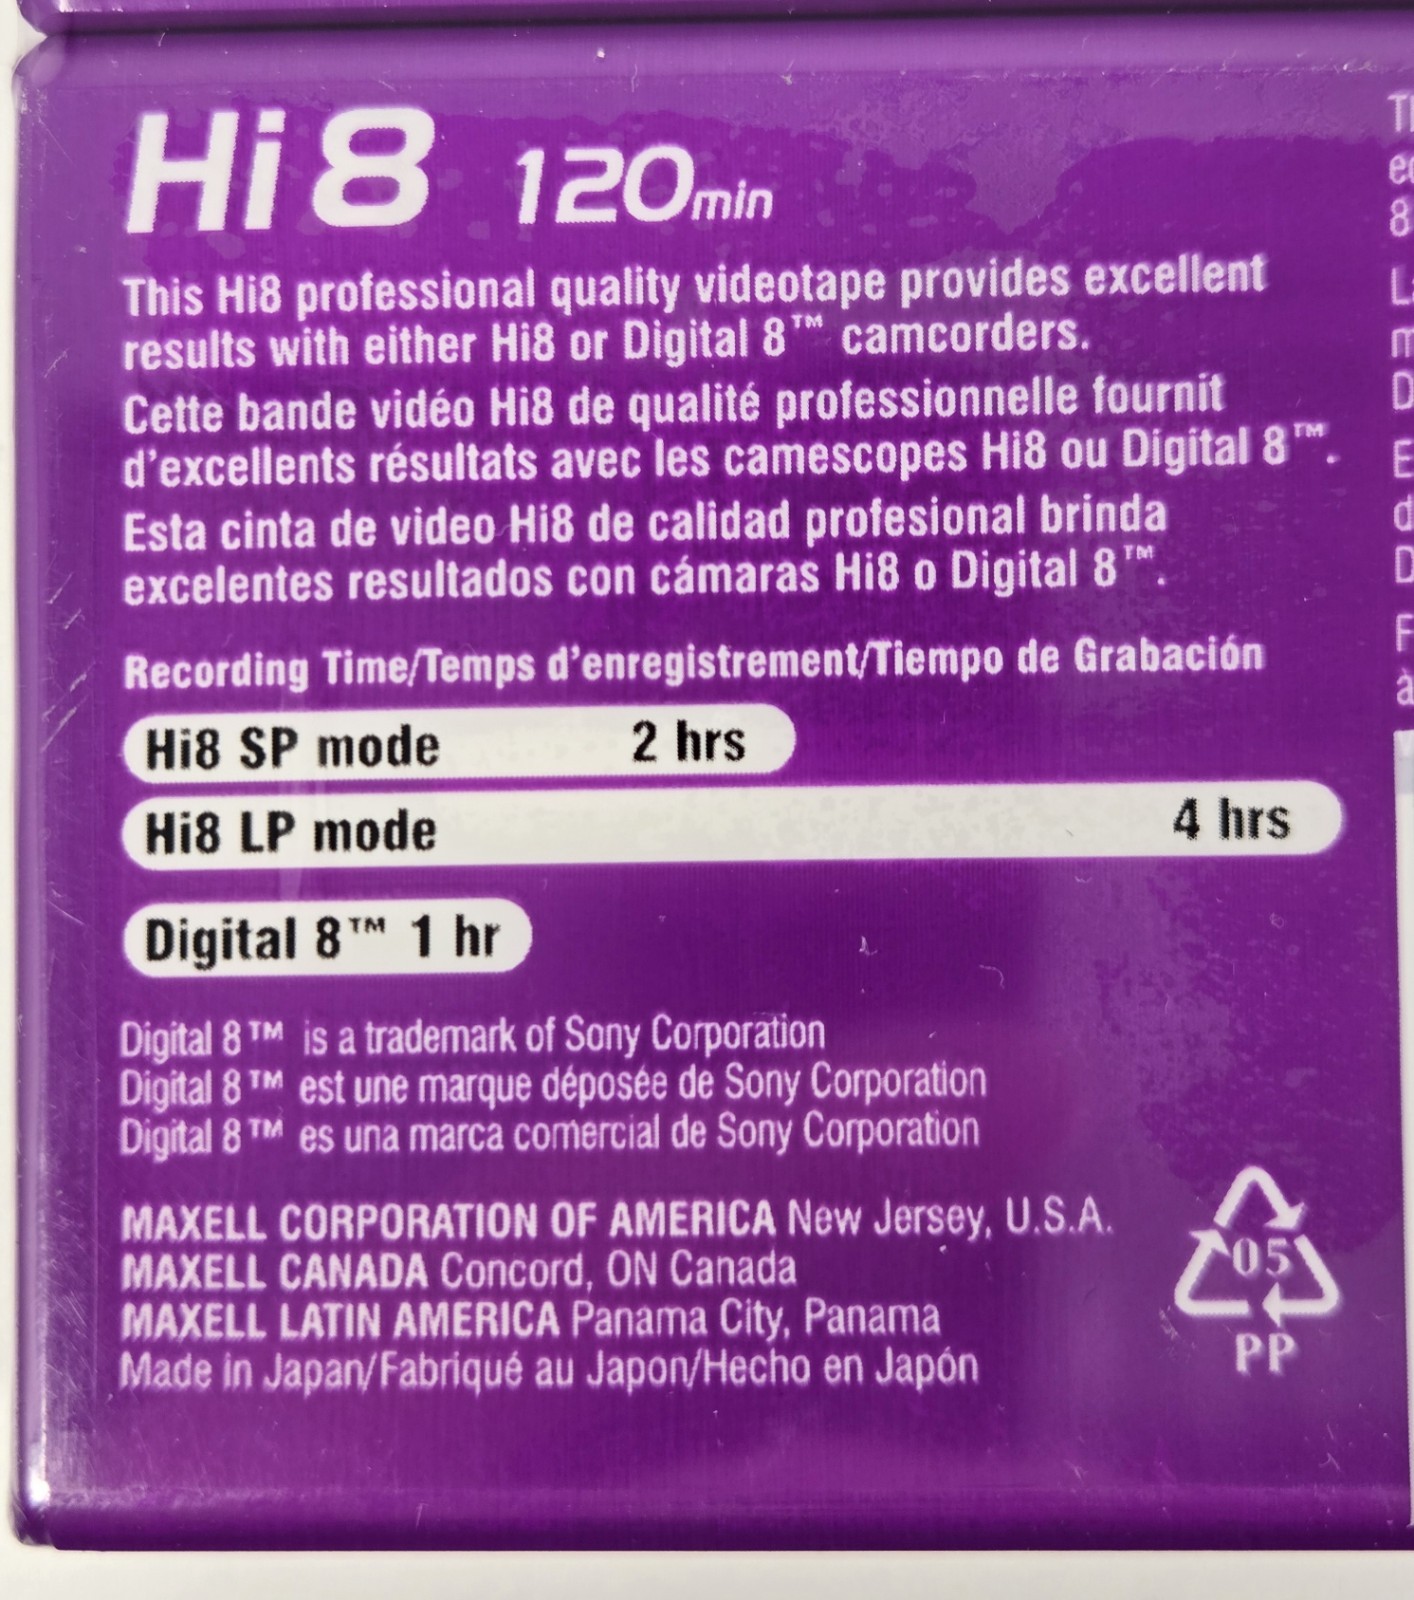 Hi8 120min
This Hi8 professional quality videotape provides excellent
results with either Hi8 or Digital 8™ camcorders.
Cette bande vidéo Hi8 de qualité professionnelle fournit
d'excellents résultats avec les camescopes Hi8 ou Digital 8™.
Esta cinta de video Hi8 de calidad profesional brinda
excelentes resultados con cámaras Hi8 o Digital 8™.
Recording Time/Temps d'enregistrement/Tiempo de Grabación
Hi8 SP mode 2 hrs
Hi8 LP mode 4 hrs
Digital 8™ 1 hr
Digital 8™ is a trademark of Sony Corporation
Digital 8™ est une marque déposée de Sony Corporation
Digital 8™ es una marca comercial de Sony Corporation
MAXELL CORPORATION OF AMERICA New Jersey, U.S.A.
MAXELL CANADA Concord, ON Canada
MAXELL LATIN AMERICA Panama City, Panama
Made in Japan/Fabriqué au Japon/Hecho en Japón
05
PP